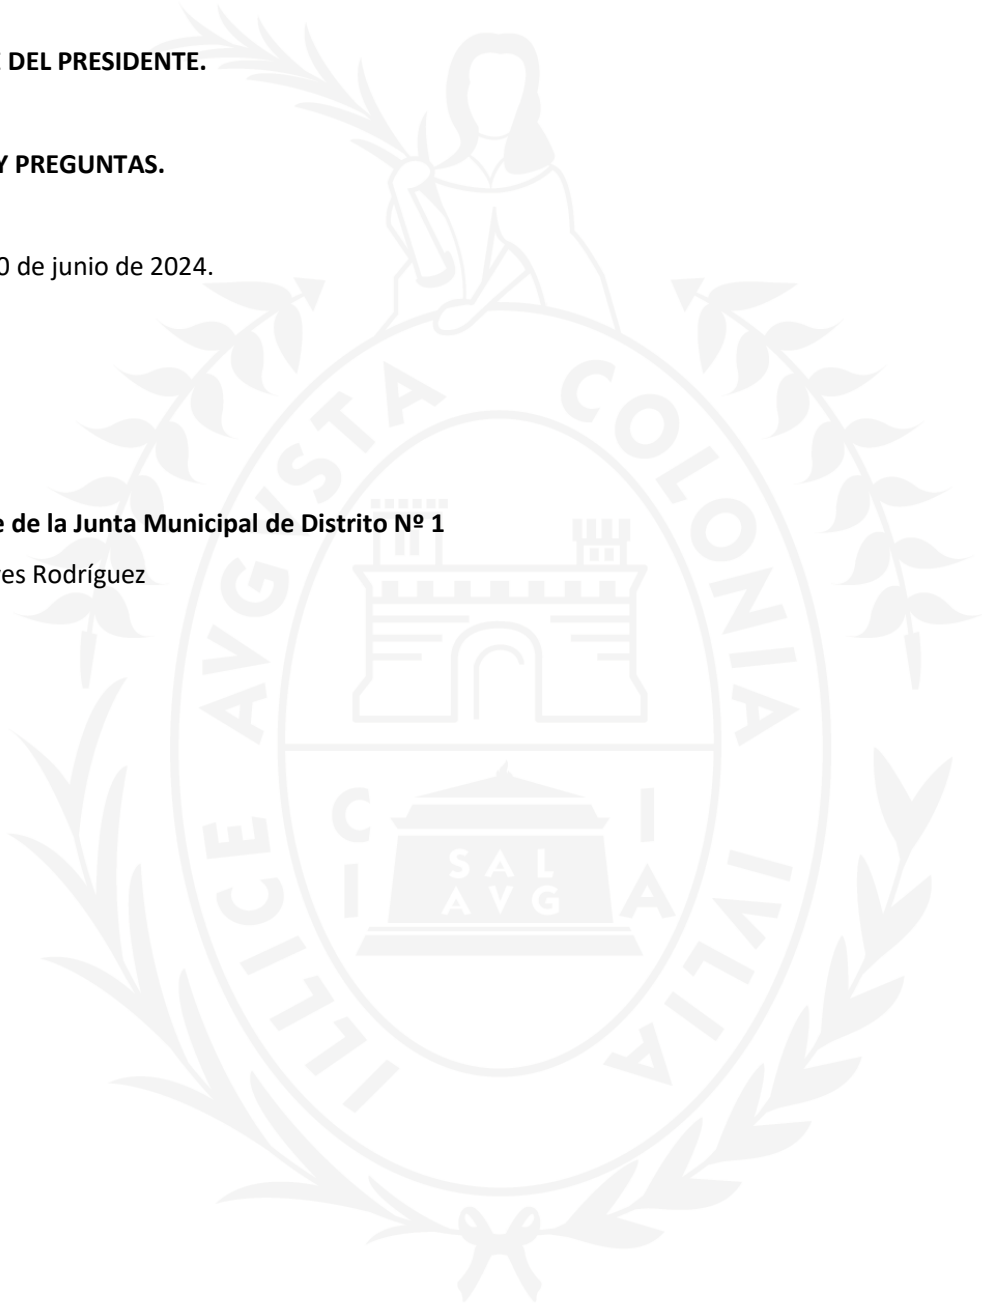 DEL PRESIDENTE.
Y PREGUNTAS.
0 de junio de 2024.
e de la Junta Municipal de Distrito Nº 1
es Rodríguez
COLONIA IVLIA
ILLICE AVGVSTA
C I
I A
SAL
AVG